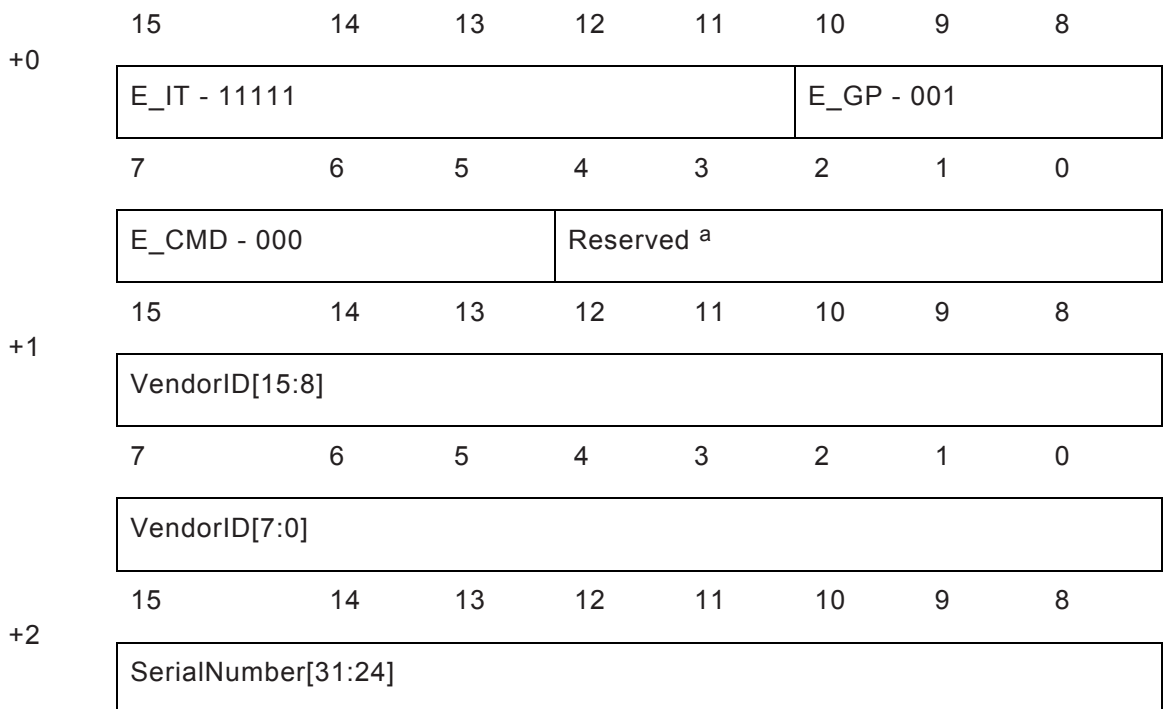 15 14 13 12 11 10 9 8
+0
E_IT - 11111 E_GP - 001
7 6 5 4 3 2 1 0
E_CMD - 000 Reserved a
15 14 13 12 11 10 9 8
+1
VendorID[15:8]
7 6 5 4 3 2 1 0
VendorID[7:0]
15 14 13 12 11 10 9 8
+2
SerialNumber[31:24]